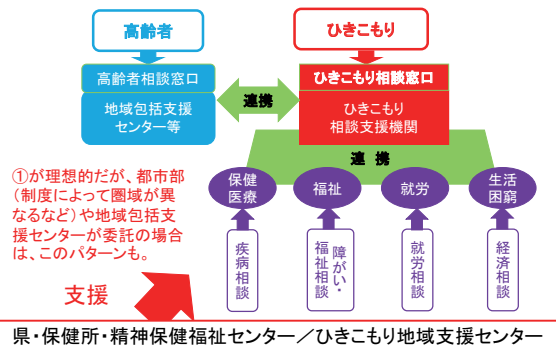 高齢者
ひきこもり
高齢者相談窓口
地域包括支援
センター等
連携
ひきこもり相談窓口
ひきこもり
相談支援機関
連 携
①が理想的だが、都市部
（制度によって圏域が異
なるなど）や地域包括支
援センターが委託の場合
は、このパターンも。
保健
医療
福祉
就労
生活
困窮
疾病相談
障がい・
福祉相談
就労相談
経済相談
支援
県・保健所・精神保健福祉センター／ひきこもり地域支援センター